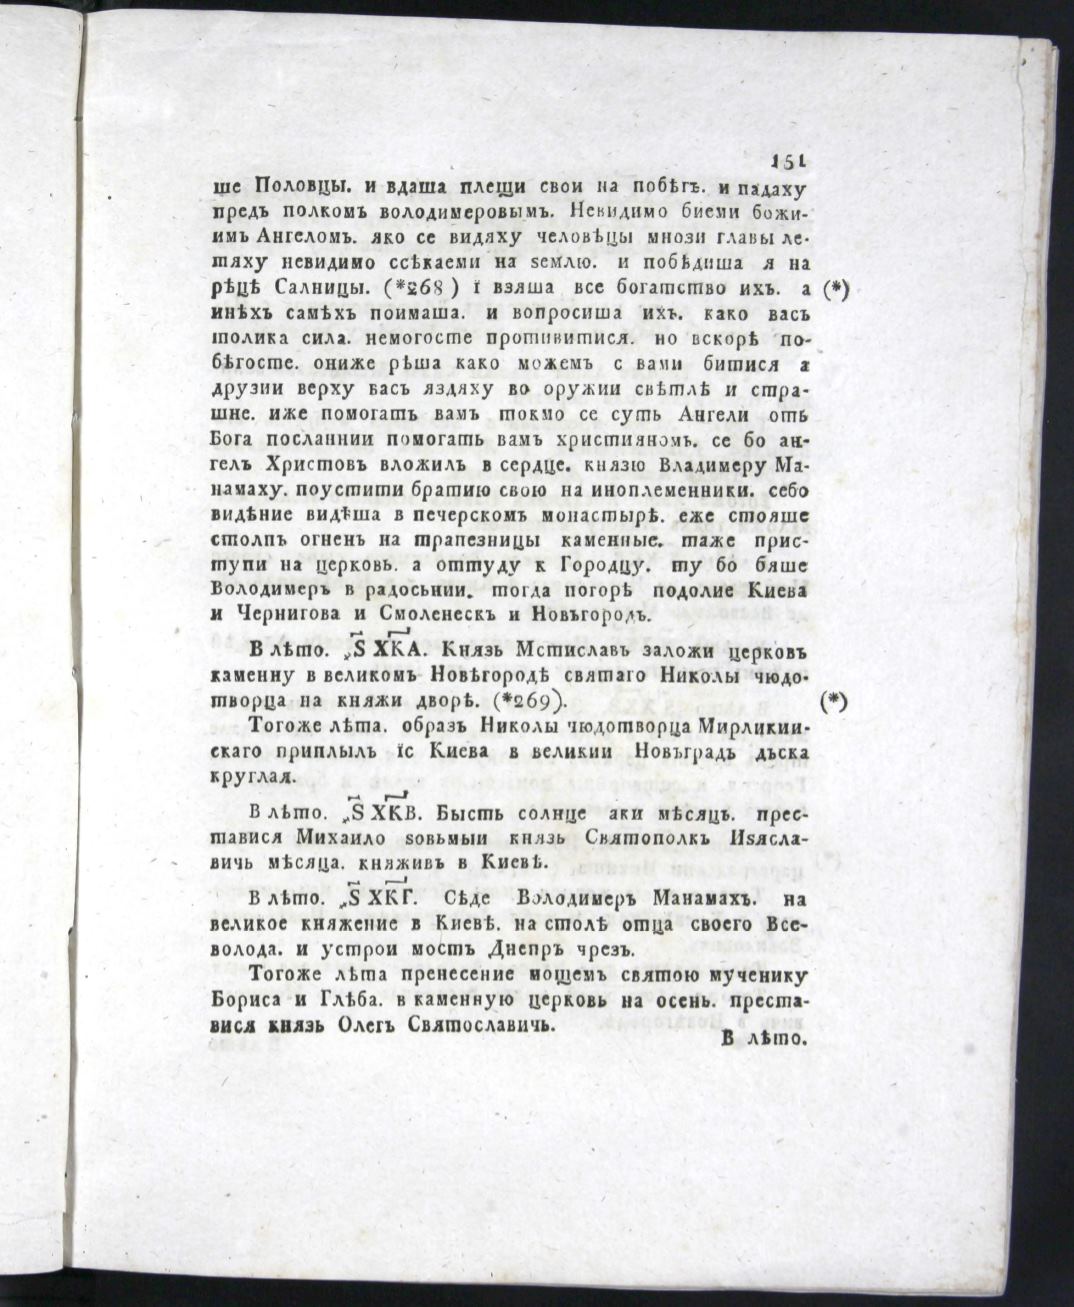 151
ше Половцы. и вдаша плещи свои на побѣгъ. и падаху
предъ полкомъ володимеровымъ. Невидимо биеми божи-
имъ Ангеломъ. яко се видяху человѣцы мнози главы ле-
тяху невидимо ссѣкаеми на ѕемлю. и побѣдиша я на
рѣцѣ Салницы. (*268) ї взяша все богатство ихъ. а (*)
инѣхъ самѣхъ поимаша. и вопросиша ихъ. како васъ
толика сила. немогосте противитися. но вскорѣ по-
бѣгосте. ониже рѣша како можемъ с вами битися а
друзии верху васъ яздяху во оружии свѣтлѣ и стра-
шне. иже помогать вамъ токмо се суть Ангели отъ
Бога посланнии помогать вамъ християномъ. се бо ан-
гелъ Христовъ вложилъ в сердце. князю Владимеру Ма-
намаху. поустити братию свою на иноплеменники. себо
видѣние видѣша в печерскомъ монастырѣ. еже стояше
столпъ огненъ на трапезницы каменные. таже прис-
тупи на церковь. а оттуду к Городцу. ту бо бяше
Володимеръ в радосьнии. тогда погорѣ подолие Киева
и Чернигова и Смоленескъ и Новъгородъ.
В лѣто. ҂Ѕ҃ ХК҃А. Князь Мстиславъ заложи церковь
каменну в великомъ Новѣгородѣ святаго Николы чюдо-
творца на княжи дворѣ. (*269). (*)
Тогоже лѣта. образъ Николы чюдотворца Мирликии-
скаго приплылъ їс Киева в великии Новъградъ дьска
круглая.
В лѣто. ҂Ѕ҃ ХК҃В. Бысть солнце аки мѣсяцъ. прес-
тавися Михаило ѕовьмыи князь Святополкъ Иѕясла-
вичь мѣсяца. княживъ в Киевѣ.
В лѣто. ҂Ѕ҃ ХК҃Г. Сѣде Володимеръ Манамахъ. на
великое княжение в Киевѣ. на столѣ отца своего Все-
волода. и устрои мостъ Днепръ чрезъ.
Тогоже лѣта пренесение мощемъ святою мученику
Бориса и Глѣба. в каменную церковь на осень. преста-
вися князь Олегъ Святославичь.
В лѣто.